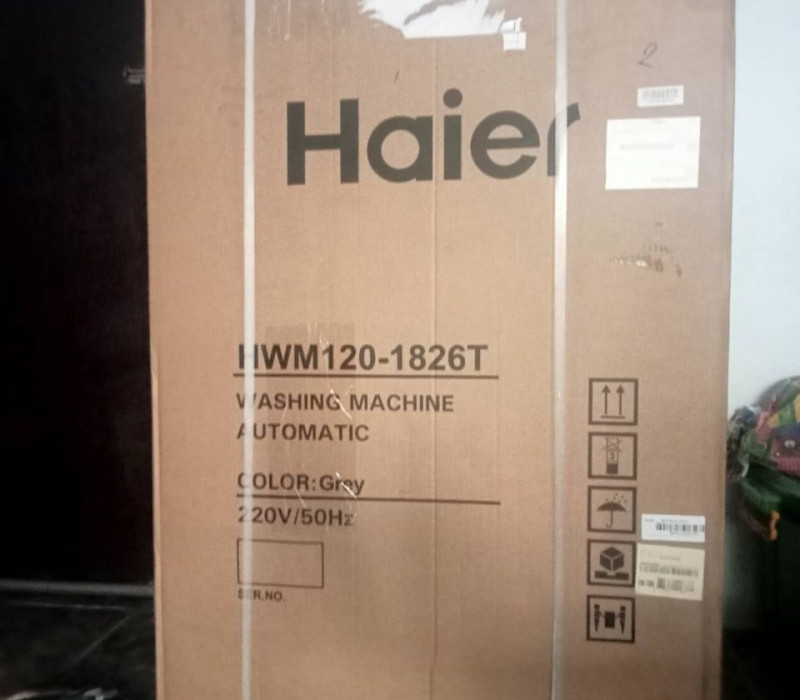 2
Haier
HWM120-1826T
WASHING MACHINE
AUTOMATIC
COLOR:Grey
220V/50Hz
SER.NO.